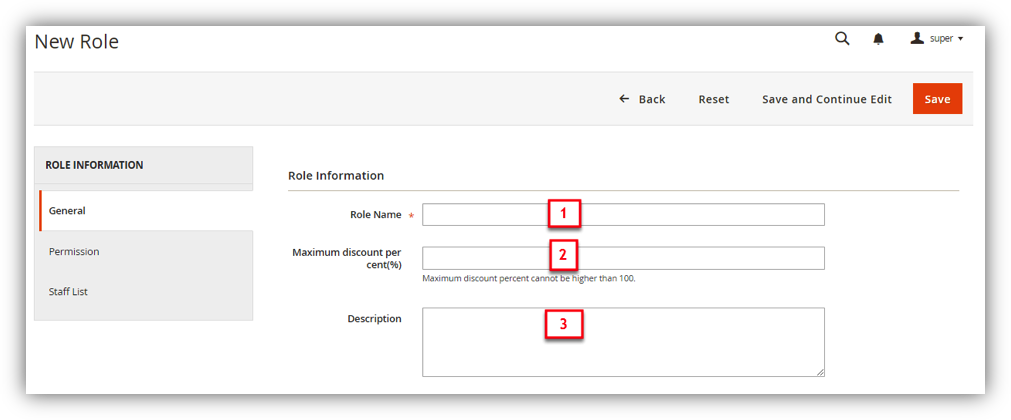 New Role
super
Back Reset Save and Continue Edit Save
ROLE INFORMATION
General
Permission
Staff List
Role Information
Role Name * 1
Maximum discount per
cent(%) 2
Maximum discount percent cannot be higher than 100.
Description 3